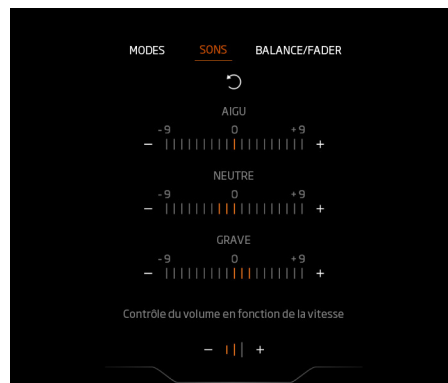 MODES SONS BALANCE/FADER
AIGU
-9 0 +9
- +
NEUTRE
-9 0 +9
- +
GRAVE
-9 0 +9
- +
Contrôle du volume en fonction de la vitesse
- +